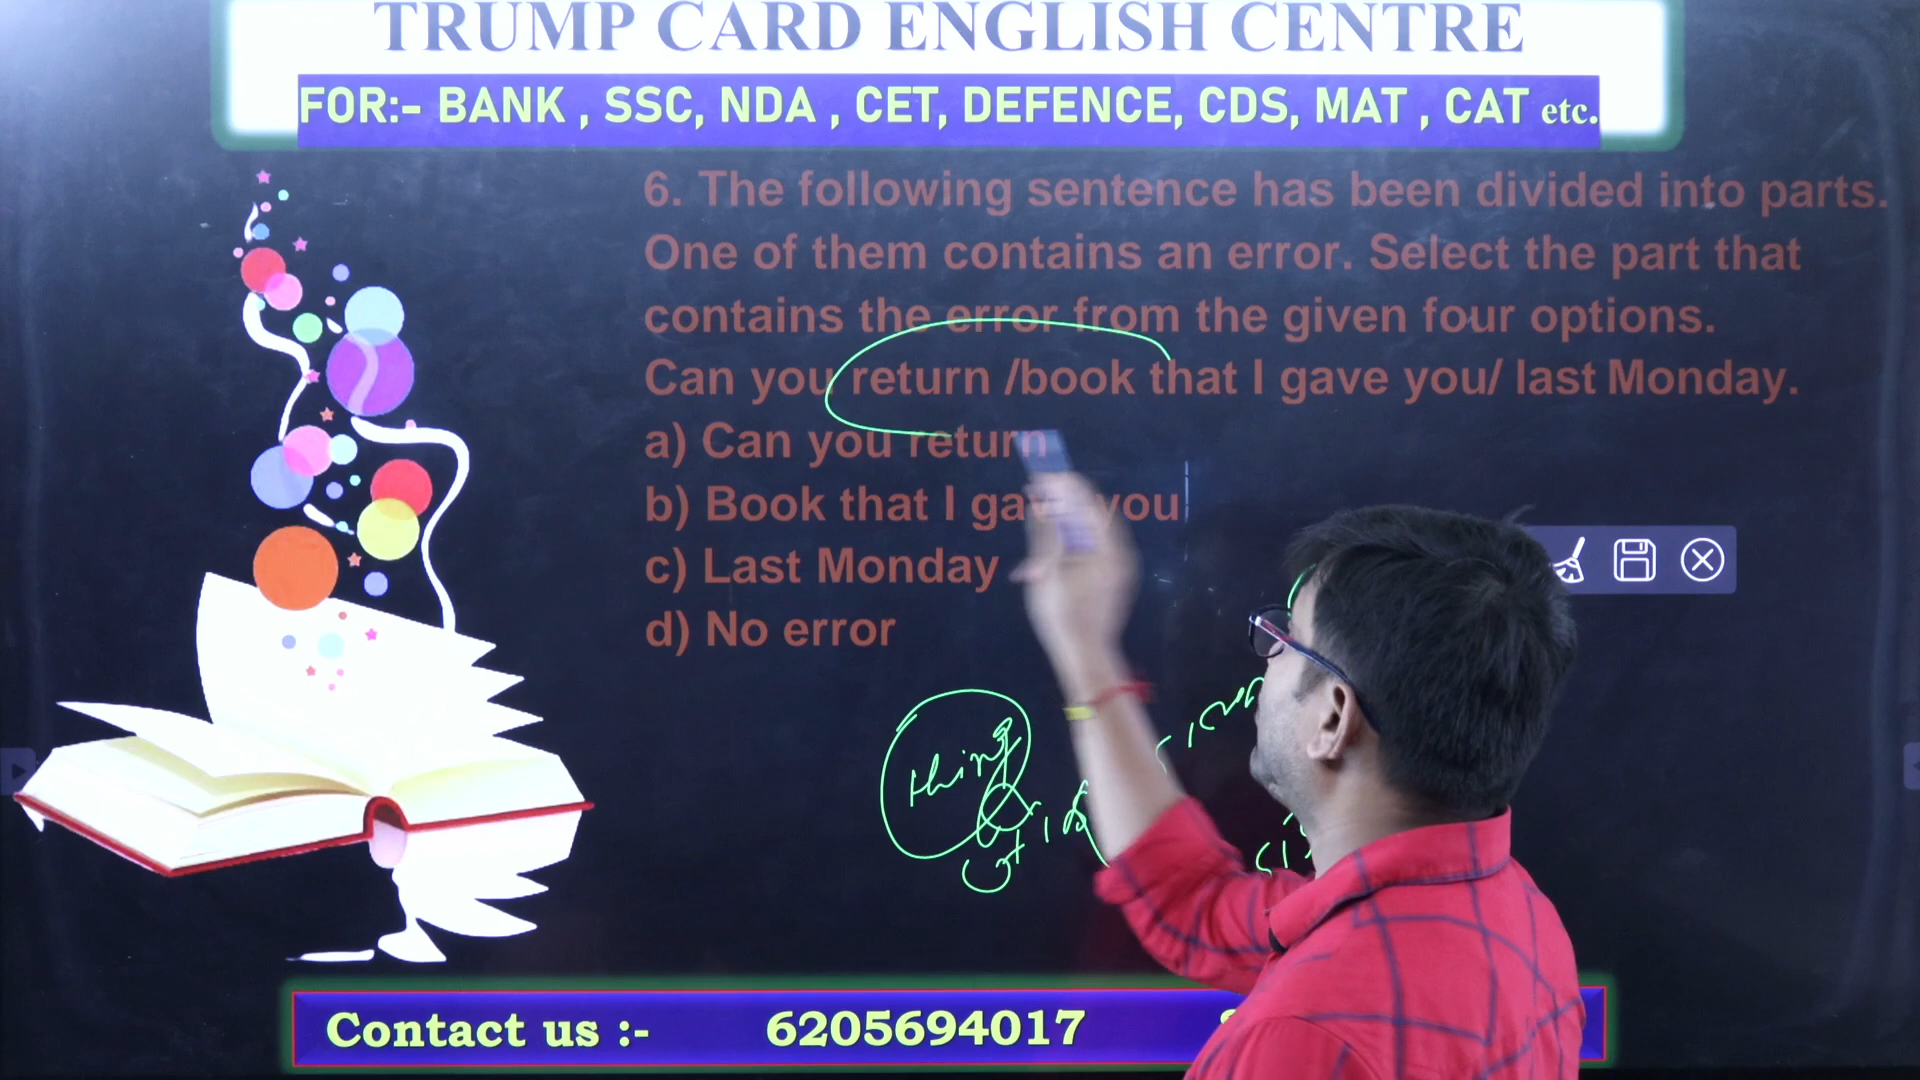 TRUMP CARD ENGLISH CENTRE
FOR:- BANK , SSC, NDA , CET, DEFENCE, CDS, MAT , CAT etc.
6. The following sentence has been divided into parts.
One of them contains an error. Select the part that
contains the error from the given four options.
Can you return /book that I gave you/ last Monday.
a) Can you return
b) Book that I gave you
c) Last Monday
d) No error
thing
Contact us :- 6205694017